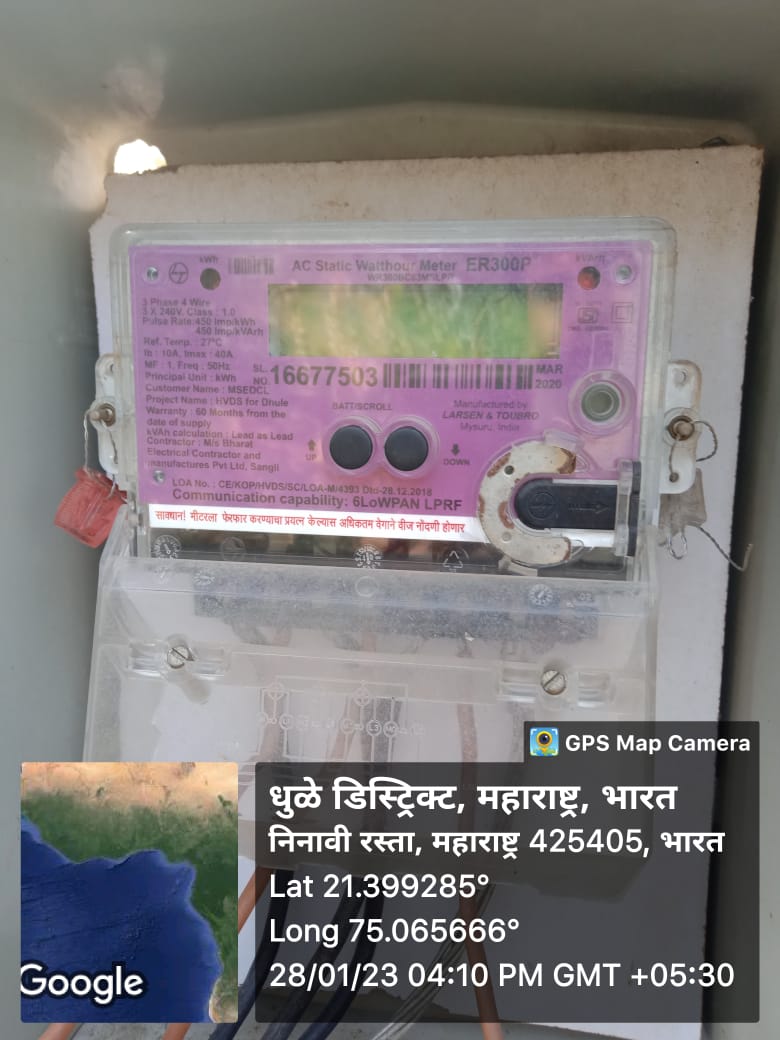 kWh
AC Static Watthour Meter ER300P
kVArh
3 Phase 4 Wire
3 X 240V. Class : 1.0
Pulse Rate:450 Imp/kWh
450 Imp/kVArh
Ref. Temp. : 27°C
Ib : 10A, Imax : 40A
MF : 1, Freq : 50Hz
Principal Unit : kWh
Customer Name : MSEDCL
Project Name : HVDS for Dhule
Warranty : 60 Months from the
date of supply
kVAh calculation : Lead as Lead
Contractor : M/s Bharat
Electrical Contractor and
manufactures Pvt Ltd, Sangli
SL.
NO. 16677503
MAR
2020
BATT/SCROLL
UP
DOWN
Manufactured by
LARSEN & TOUBRO
Mysuru, India
LOA No. : CE/KOP/HVDS/SC/LOA-M/4393 Dtd-28.12.2018
Communication capability: 6LoWPAN LPRF
सावधान! मीटरला फेरफार करण्याचा प्रयत्न केल्यास अधिकतम वेगाने वीज नोंदणी होणार
GPS Map Camera
धुळे डिस्ट्रिक्ट, महाराष्ट्र, भारत
निनावी रस्ता, महाराष्ट्र 425405, भारत
Lat 21.399285°
Long 75.065666°
28/01/23 04:10 PM GMT +05:30
Google